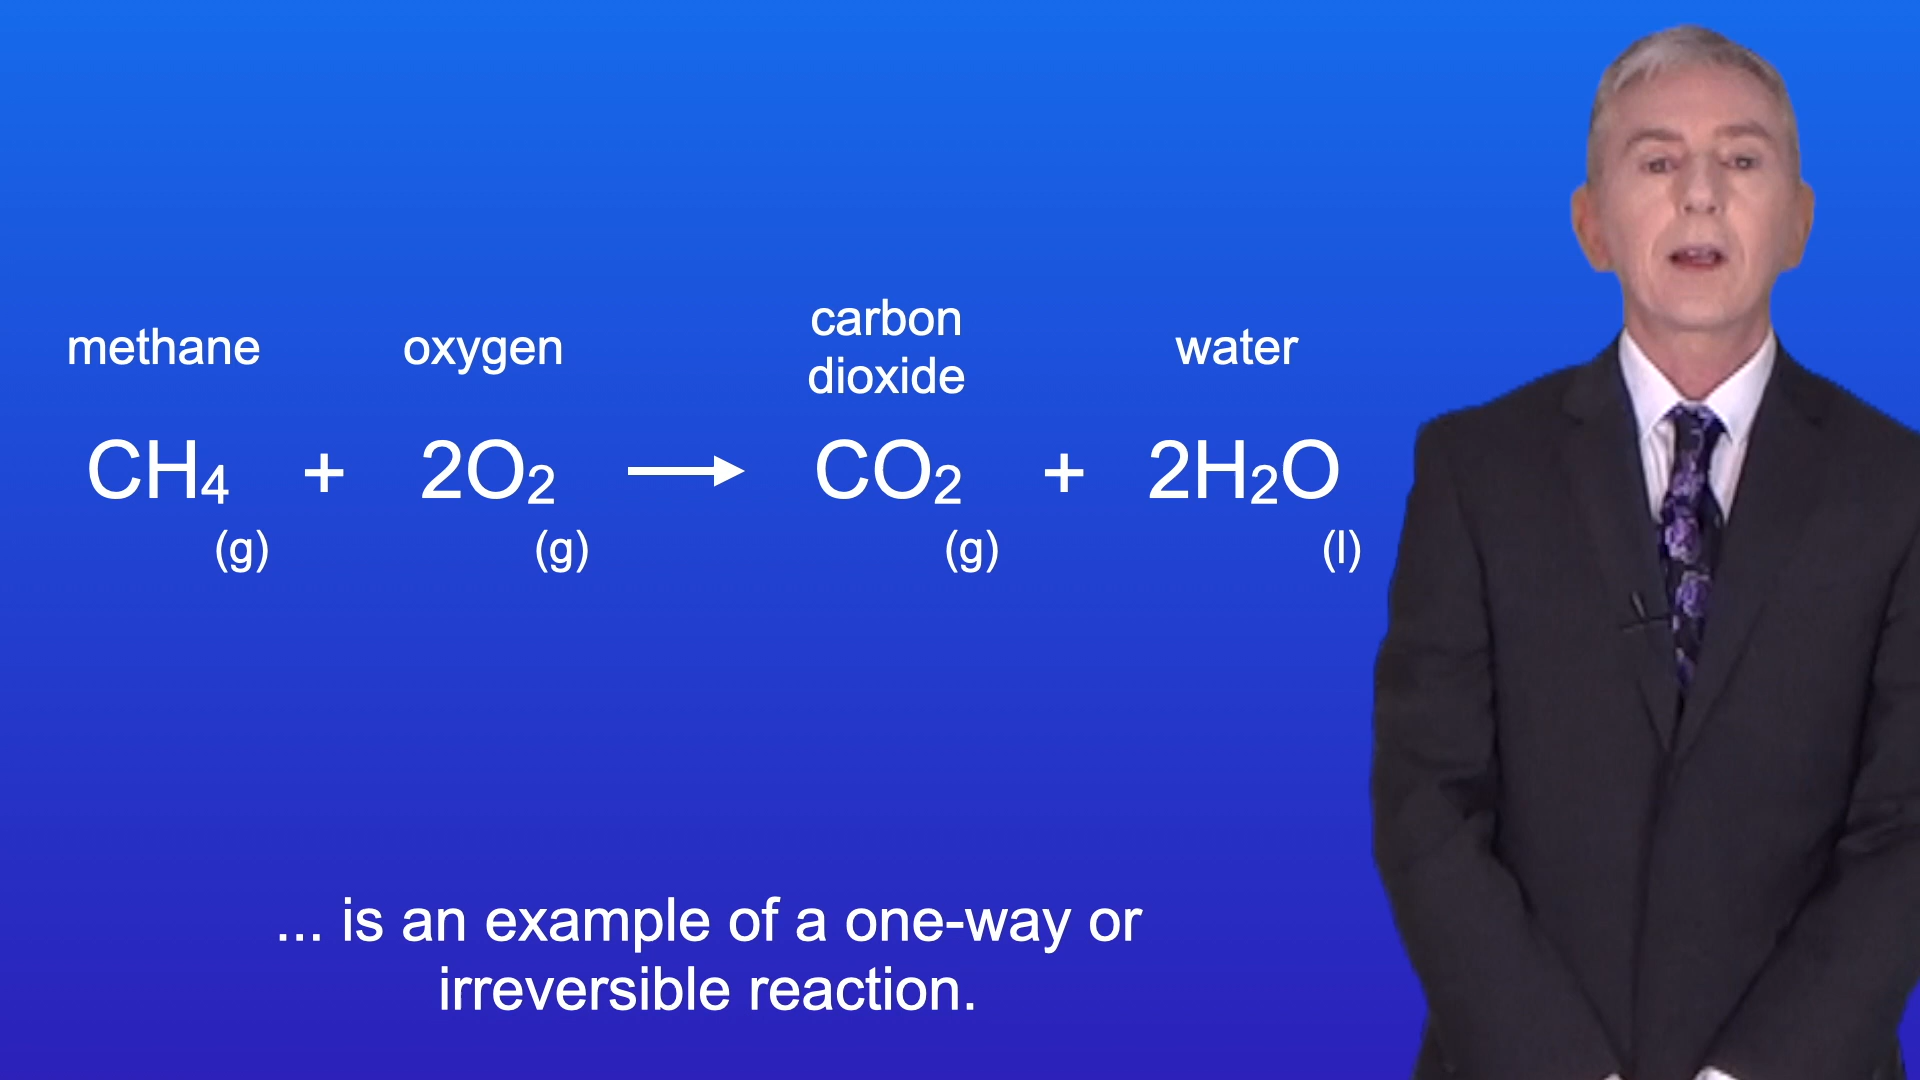 methane oxygen carbon dioxide water
CH₄ + 2O₂ → CO₂ + 2H₂O
(g) (g) (g) (l)
... is an example of a one-way or
irreversible reaction.